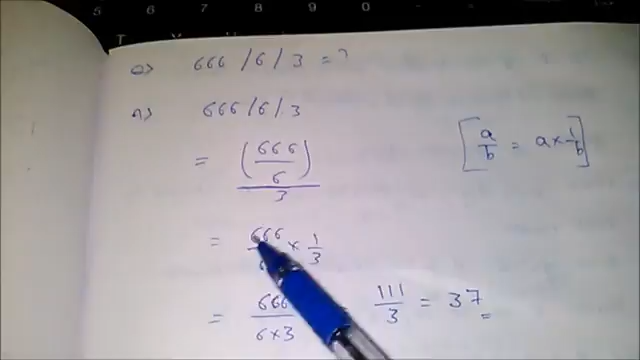 5 6 7 8 9 0
T Y
Q) 666 /6/ 3 = ?
A) 666/6/3
= (666/6)/3
[a/b = a × 1/b]
= 666/6 × 1/3
= 666/6×3
111/3 = 37